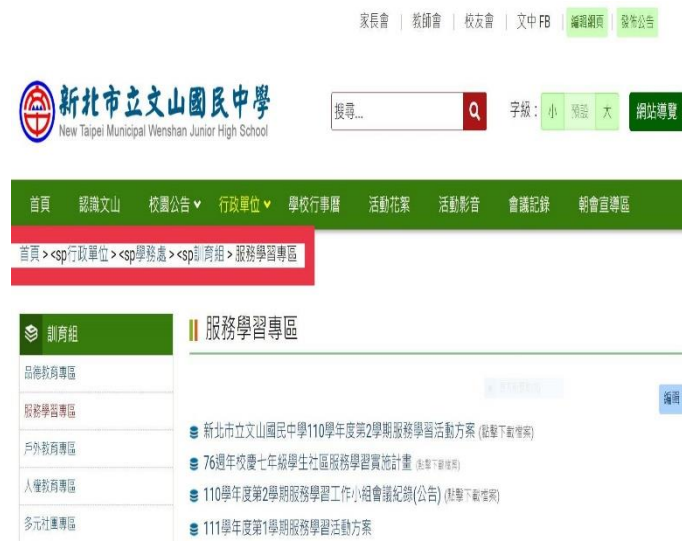 家長會 | 教師會 | 校友會 | 文中 FB | 編輯網頁 | 發佈公告
新北市立文山國民中學
New Taipei Municipal Wenshan Junior High School
搜尋...
字級： 小 預設 大 網站導覽
首頁 認識文山 校園公告 行政單位 學校行事曆 活動花絮 活動影音 會議記錄 朝會宣導區
首頁 > <sp行政單位 > <sp學務處 > <sp訓育組 > 服務學習專區
訓育組
服務學習專區
品德教育專區
服務學習專區
戶外教育專區
人權教育專區
多元社團專區
編輯
新北市立文山國民中學110學年度第2學期服務學習活動方案 (點擊下載檔案)
76週年校慶七年級學生社區服務學習實施計畫 (點擊下載檔案)
110學年度第2學期服務學習工作小組會議紀錄(公告) (點擊下載檔案)
111學年度第1學期服務學習活動方案